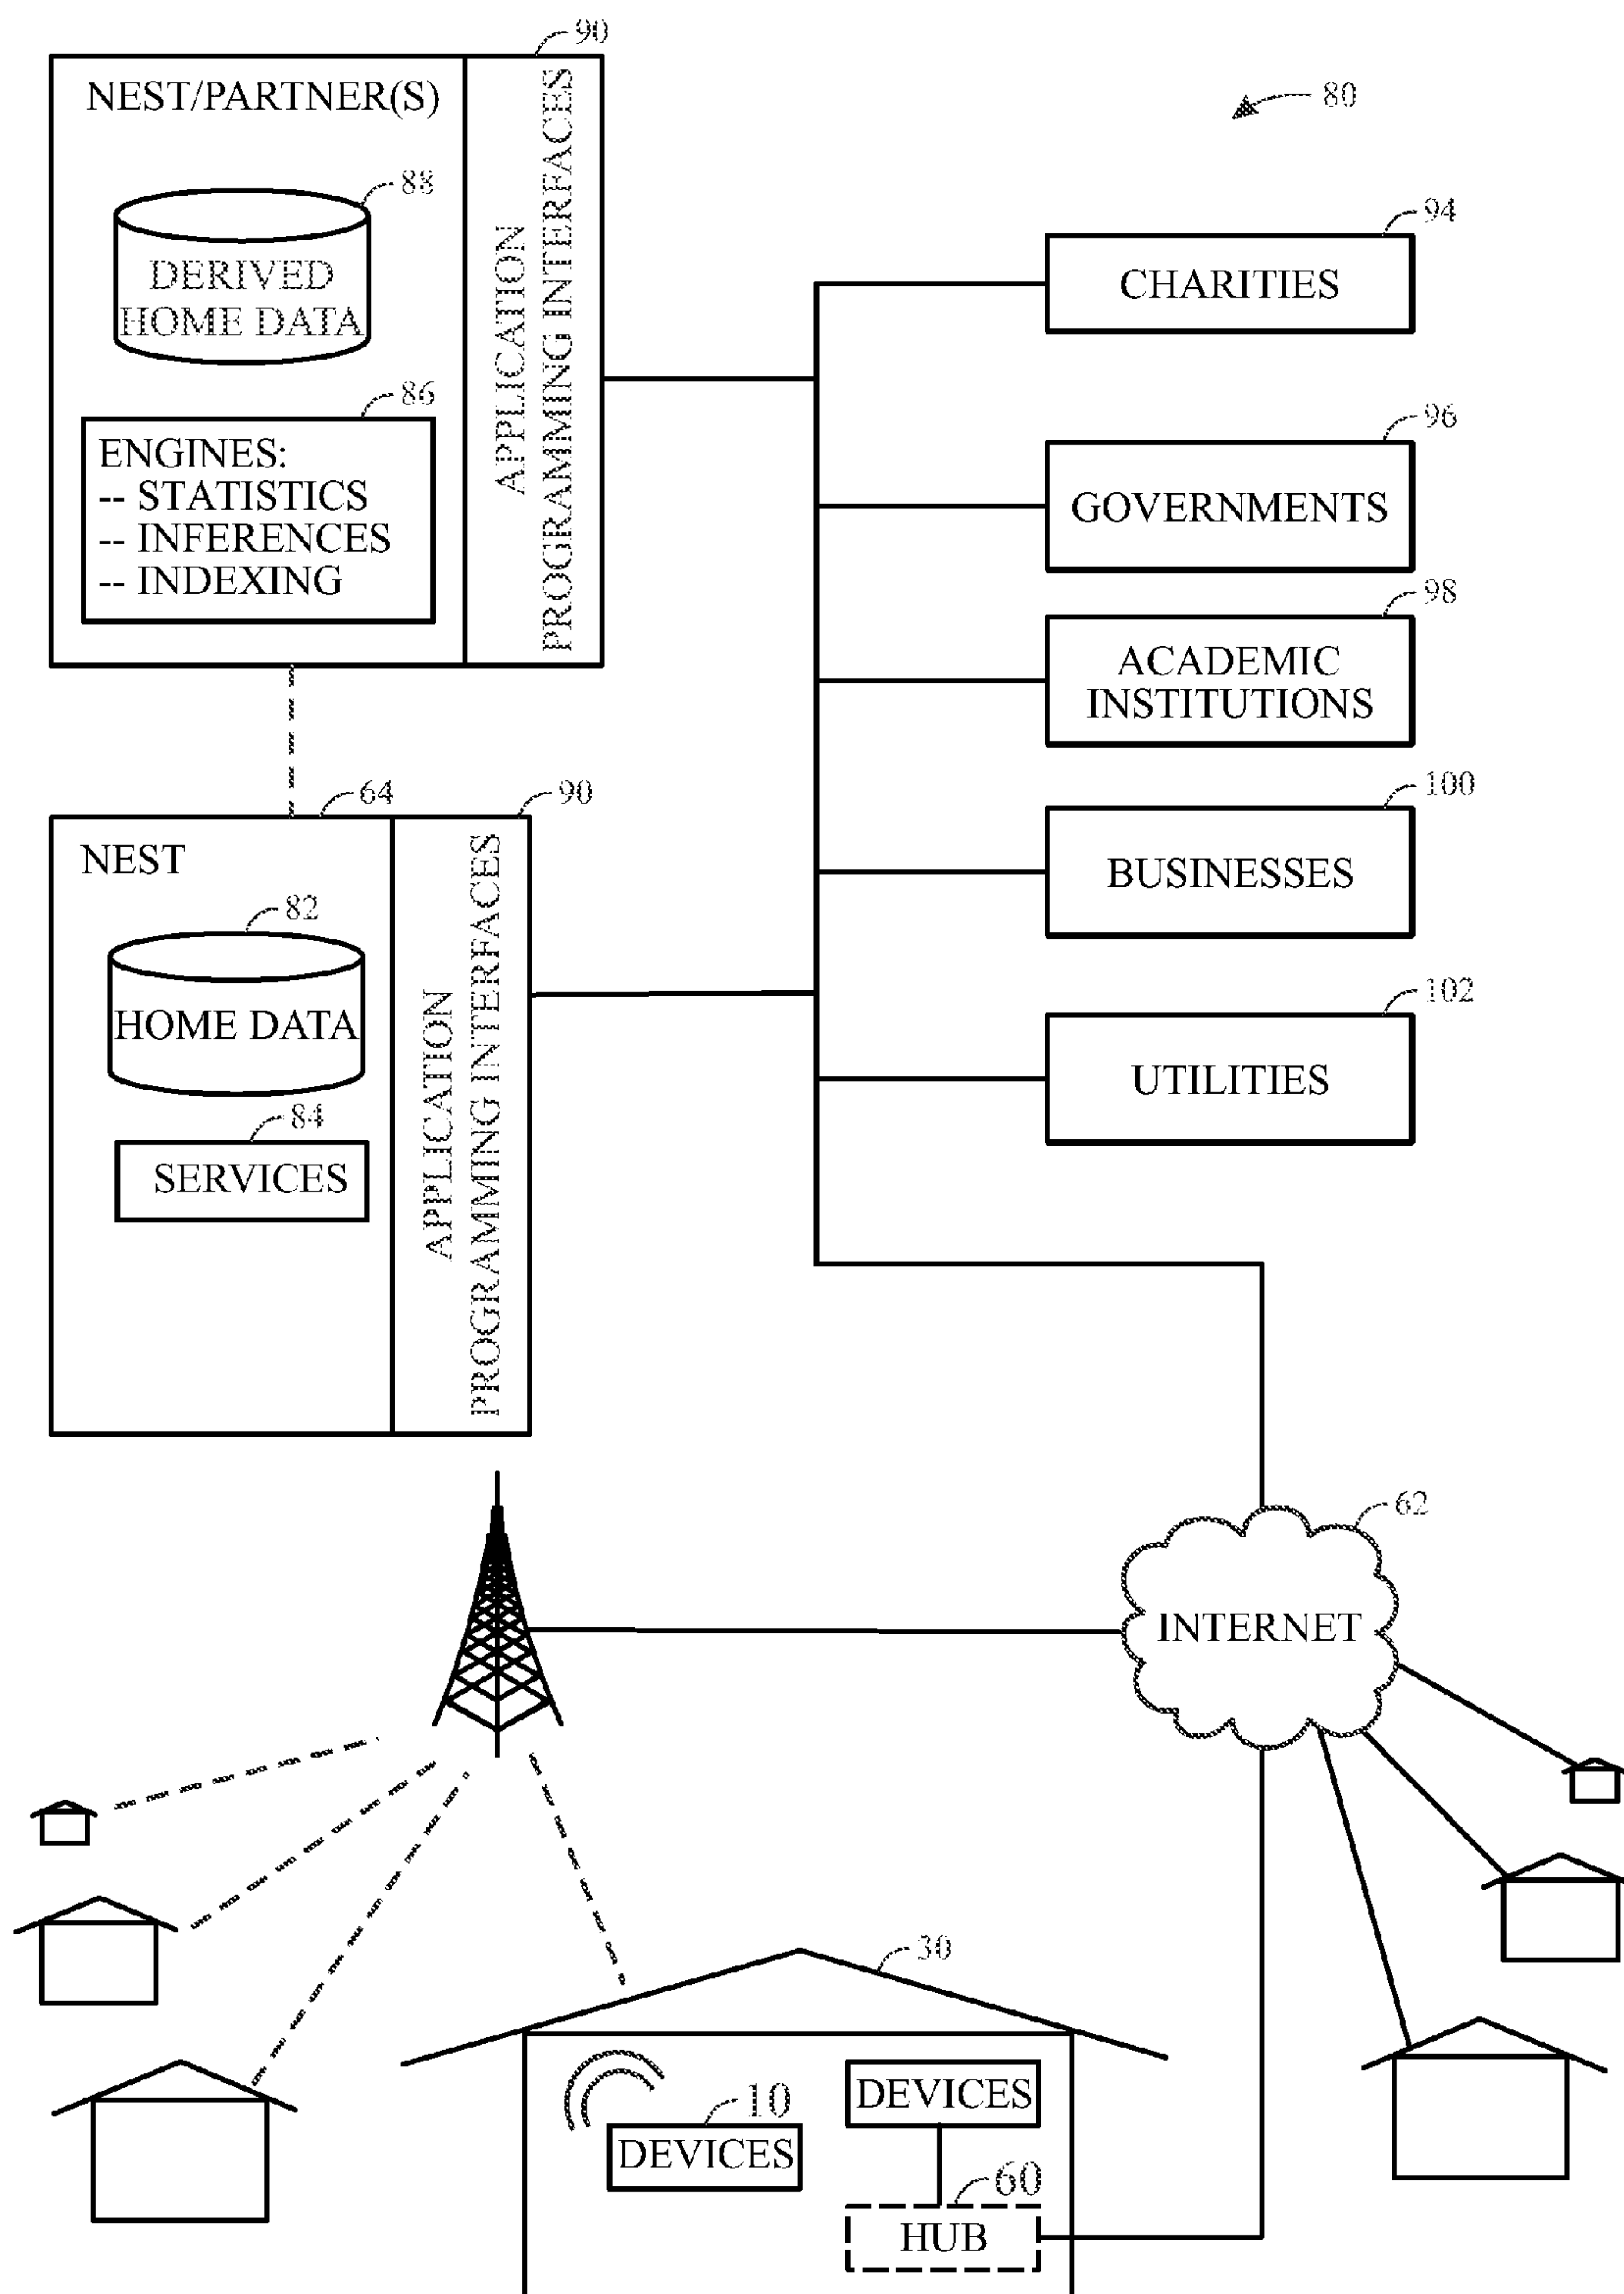 90
NEST/PARTNER(S)
80
88
DERIVED
HOME DATA
APPLICATION
PROGRAMMING INTERFACES
94
CHARITIES
86
ENGINES:
-- STATISTICS
-- INFERENCES
-- INDEXING
96
GOVERNMENTS
98
ACADEMIC
INSTITUTIONS
64
90
NEST
82
HOME DATA
84
SERVICES
APPLICATION
PROGRAMMING INTERFACES
100
BUSINESSES
102
UTILITIES
62
INTERNET
30
10
DEVICES
DEVICES
60
HUB